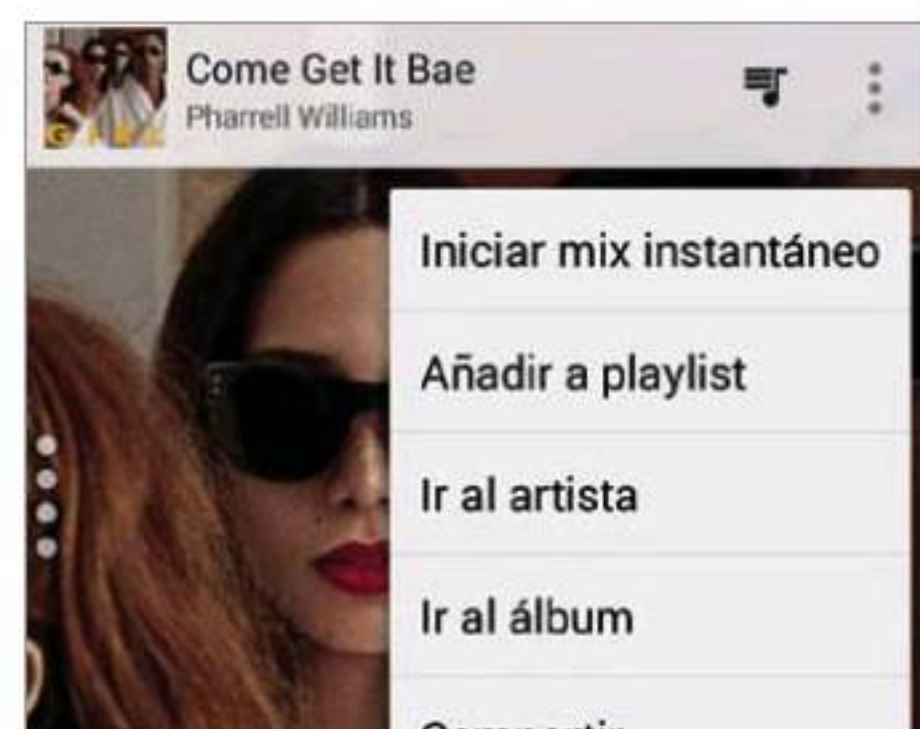 Come Get It Bae
Pharrell Williams
G I R L
Iniciar mix instantáneo
Añadir a playlist
Ir al artista
Ir al álbum